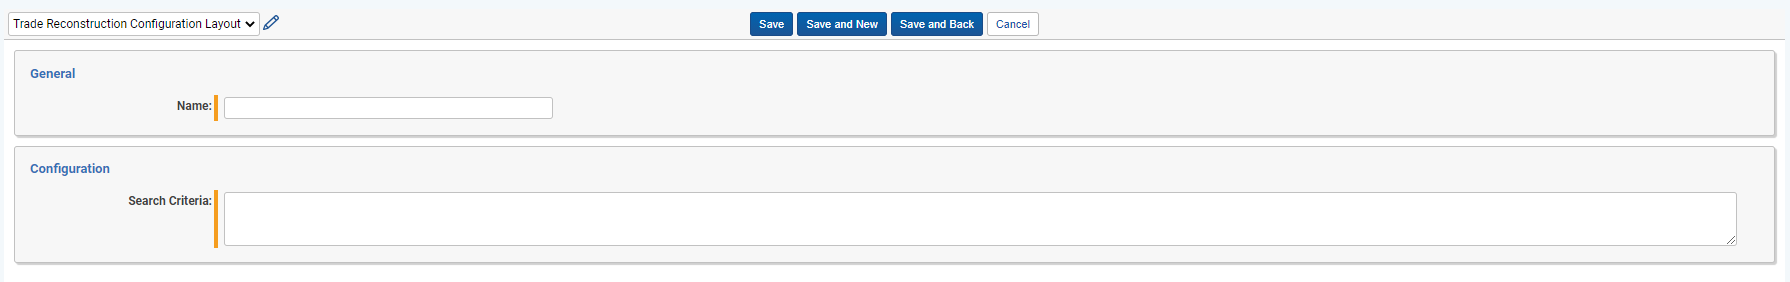 Trade Reconstruction Configuration Layout
Save
Save and New
Save and Back
Cancel
General
Name:
Configuration
Search Criteria: